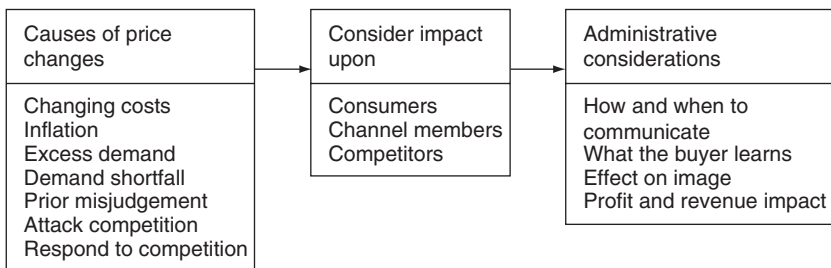 Causes of price
changes
Changing costs
Inflation
Excess demand
Demand shortfall
Prior misjudgement
Attack competition
Respond to competition
Consider impact
upon
Consumers
Channel members
Competitors
Administrative
considerations
How and when to
communicate
What the buyer learns
Effect on image
Profit and revenue impact